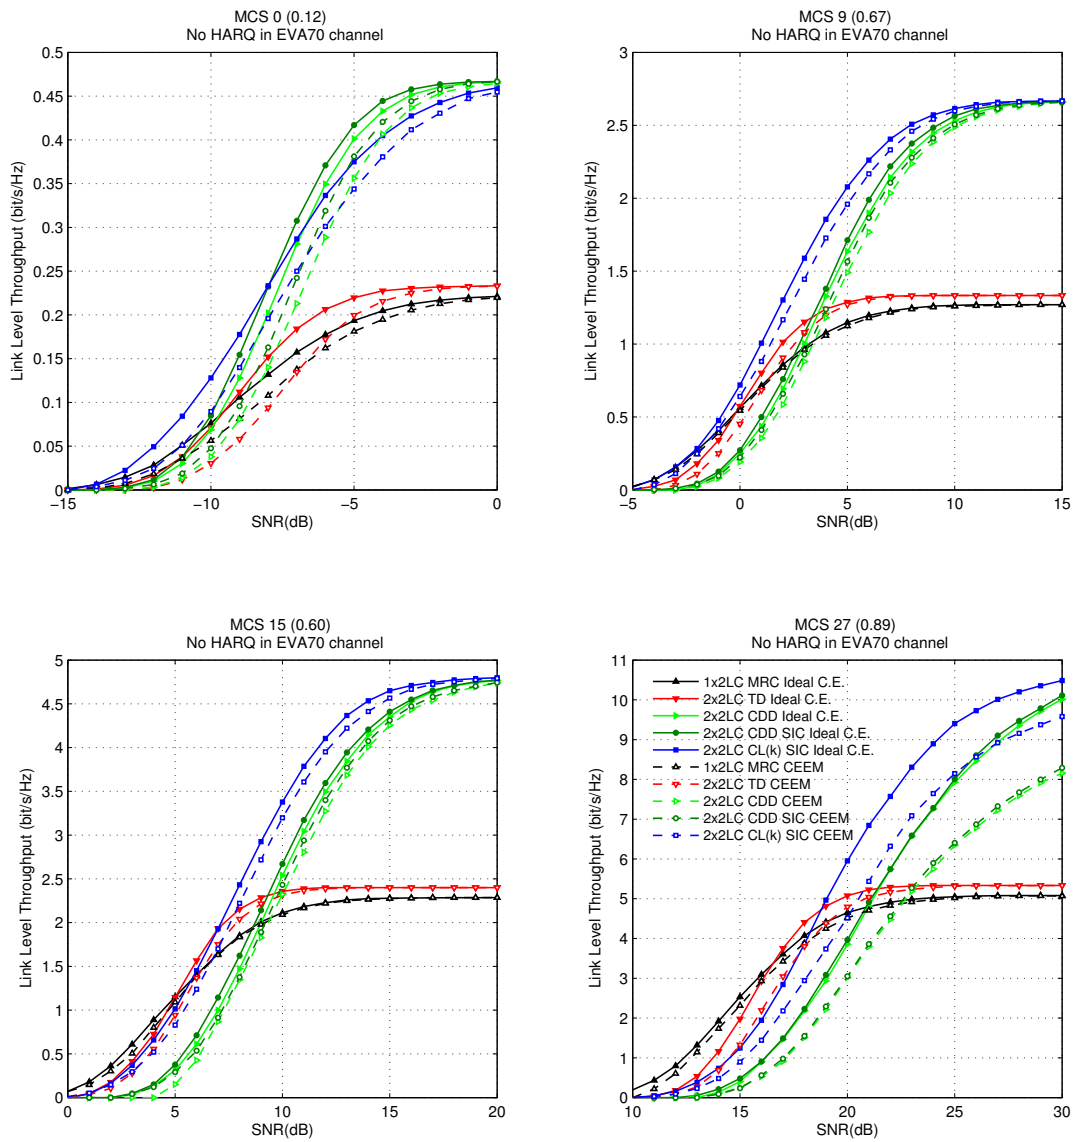 MCS 0 (0.12)
No HARQ in EVA70 channel
0.5
0.45
0.4
0.35
0.3
0.25
0.2
0.15
0.1
0.05
0
Link Level Throughput (bit/s/Hz)
−15
−10
−5
0
SNR(dB)
MCS 9 (0.67)
No HARQ in EVA70 channel
3
2.5
2
1.5
1
0.5
0
Link Level Throughput (bit/s/Hz)
−5
0
5
10
15
SNR(dB)
MCS 15 (0.60)
No HARQ in EVA70 channel
5
4.5
4
3.5
3
2.5
2
1.5
1
0.5
0
Link Level Throughput (bit/s/Hz)
0
5
10
15
20
SNR(dB)
MCS 27 (0.89)
No HARQ in EVA70 channel
11
10
9
8
7
6
5
4
3
2
1
0
Link Level Throughput (bit/s/Hz)
1x2LC MRC Ideal C.E.
2x2LC TD Ideal C.E.
2x2LC CDD Ideal C.E.
2x2LC CDD SIC Ideal C.E.
2x2LC CL(k) SIC Ideal C.E.
1x2LC MRC CEEM
2x2LC TD CEEM
2x2LC CDD CEEM
2x2LC CDD SIC CEEM
2x2LC CL(k) SIC CEEM
10
15
20
25
30
SNR(dB)